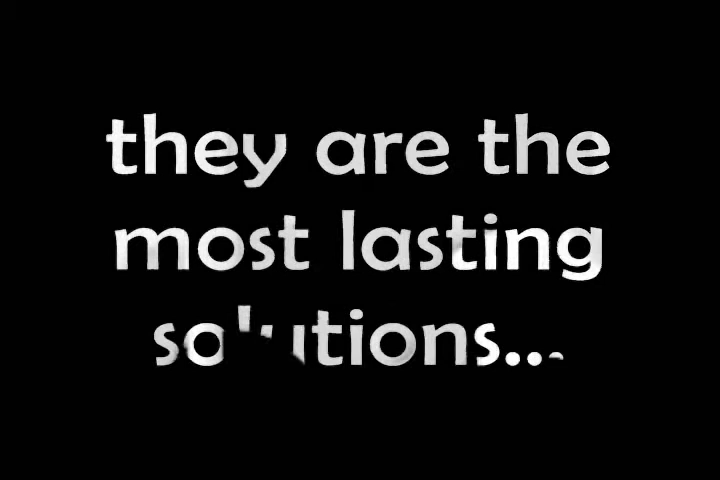 they are the
most lasting
solutions...